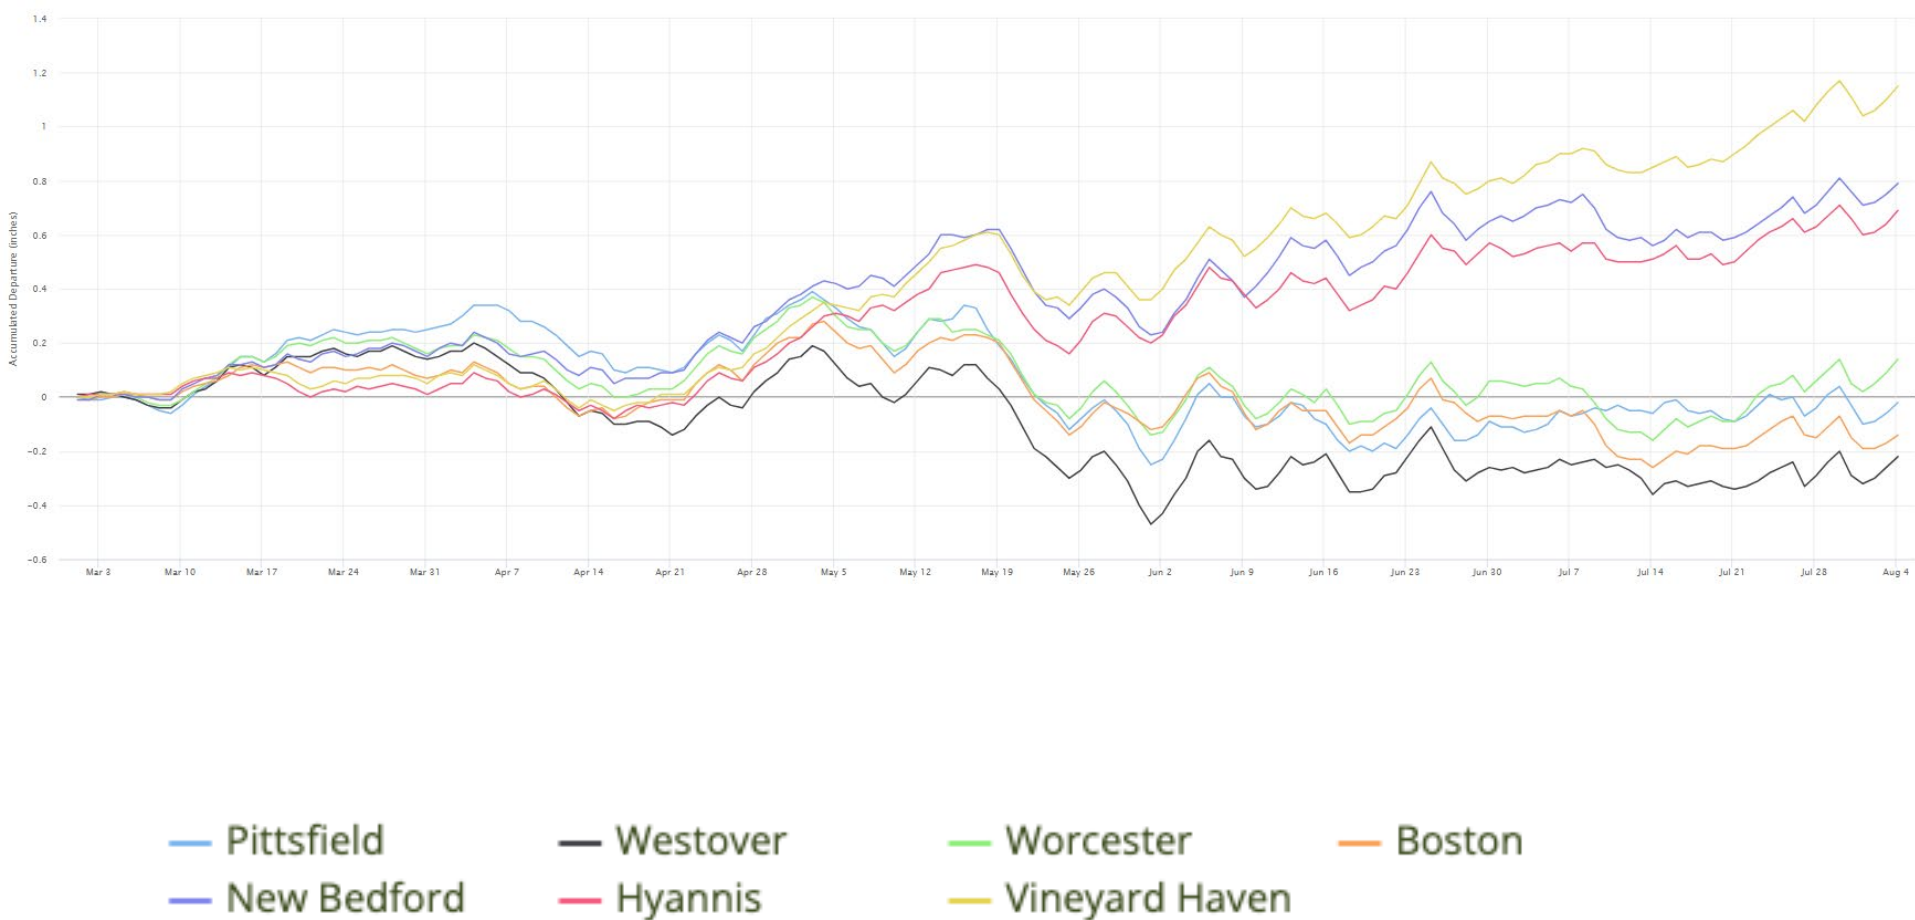 1.4
1.2
1
0.8
0.6
0.4
0.2
0
-0.2
-0.4
-0.6
Accumulated Departure (inches)
Mar 3 Mar 10 Mar 17 Mar 24 Mar 31 Apr 7 Apr 14 Apr 21 Apr 28 May 5 May 12 May 19 May 26 Jun 2 Jun 9 Jun 16 Jun 23 Jun 30 Jul 7 Jul 14 Jul 21 Jul 28 Aug 4
Pittsfield Westover Worcester Boston
New Bedford Hyannis Vineyard Haven